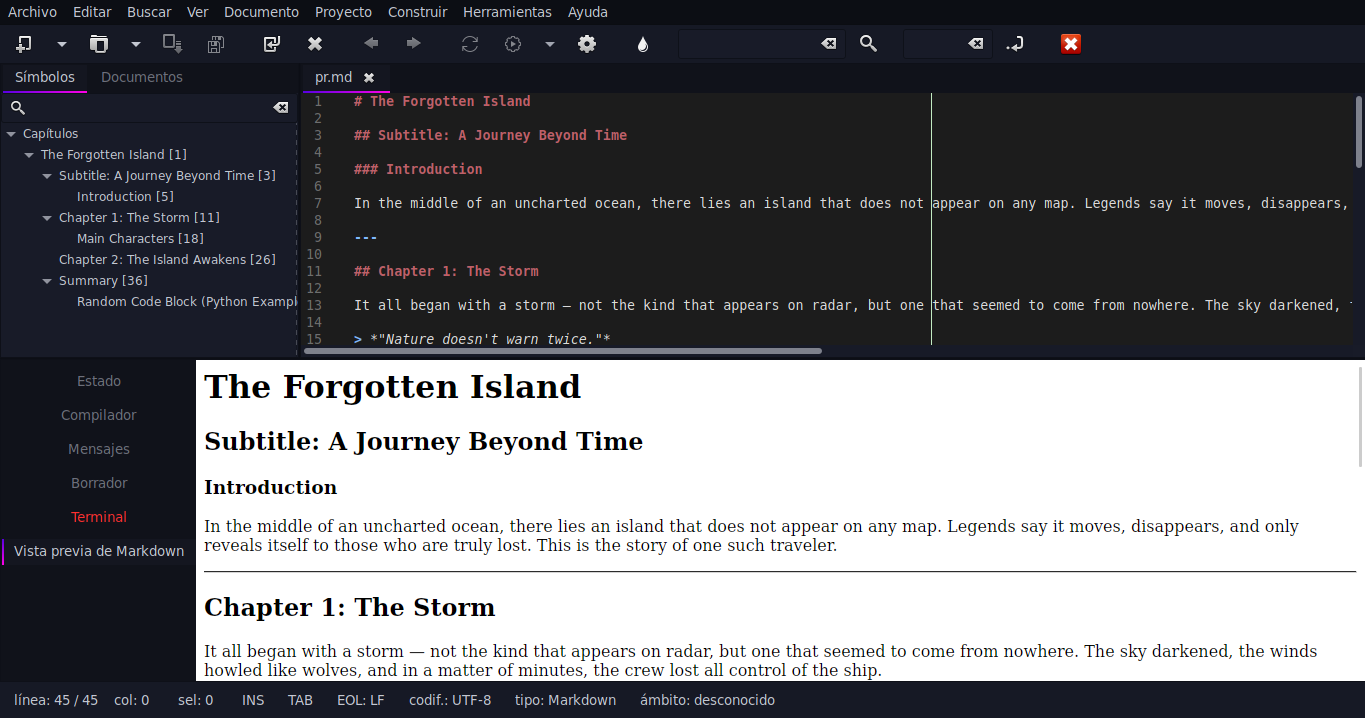 Archivo Editar Buscar Ver Documento Proyecto Construir Herramientas Ayuda
Símbolos Documentos
Capítulos
The Forgotten Island [1]
Subtitle: A Journey Beyond Time [3]
Introduction [5]
Chapter 1: The Storm [11]
Main Characters [18]
Chapter 2: The Island Awakens [26]
Summary [36]
Random Code Block (Python Exampl
pr.md
1 # The Forgotten Island
2
3 ## Subtitle: A Journey Beyond Time
4
5 ### Introduction
6
7 In the middle of an uncharted ocean, there lies an island that does not appear on any map. Legends say it moves, disappears,
8
9 ---
10
11 ## Chapter 1: The Storm
12
13 It all began with a storm — not the kind that appears on radar, but one that seemed to come from nowhere. The sky darkened,
14
15 > *"Nature doesn't warn twice."*
Estado
Compilador
Mensajes
Borrador
Terminal
Vista previa de Markdown
The Forgotten Island
Subtitle: A Journey Beyond Time
Introduction
In the middle of an uncharted ocean, there lies an island that does not appear on any map. Legends say it moves, disappears, and only
reveals itself to those who are truly lost. This is the story of one such traveler.
Chapter 1: The Storm
It all began with a storm — not the kind that appears on radar, but one that seemed to come from nowhere. The sky darkened, the winds
howled like wolves, and in a matter of minutes, the crew lost all control of the ship.
línea: 45 / 45 col: 0 sel: 0 INS TAB EOL: LF codif.: UTF-8 tipo: Markdown ámbito: desconocido